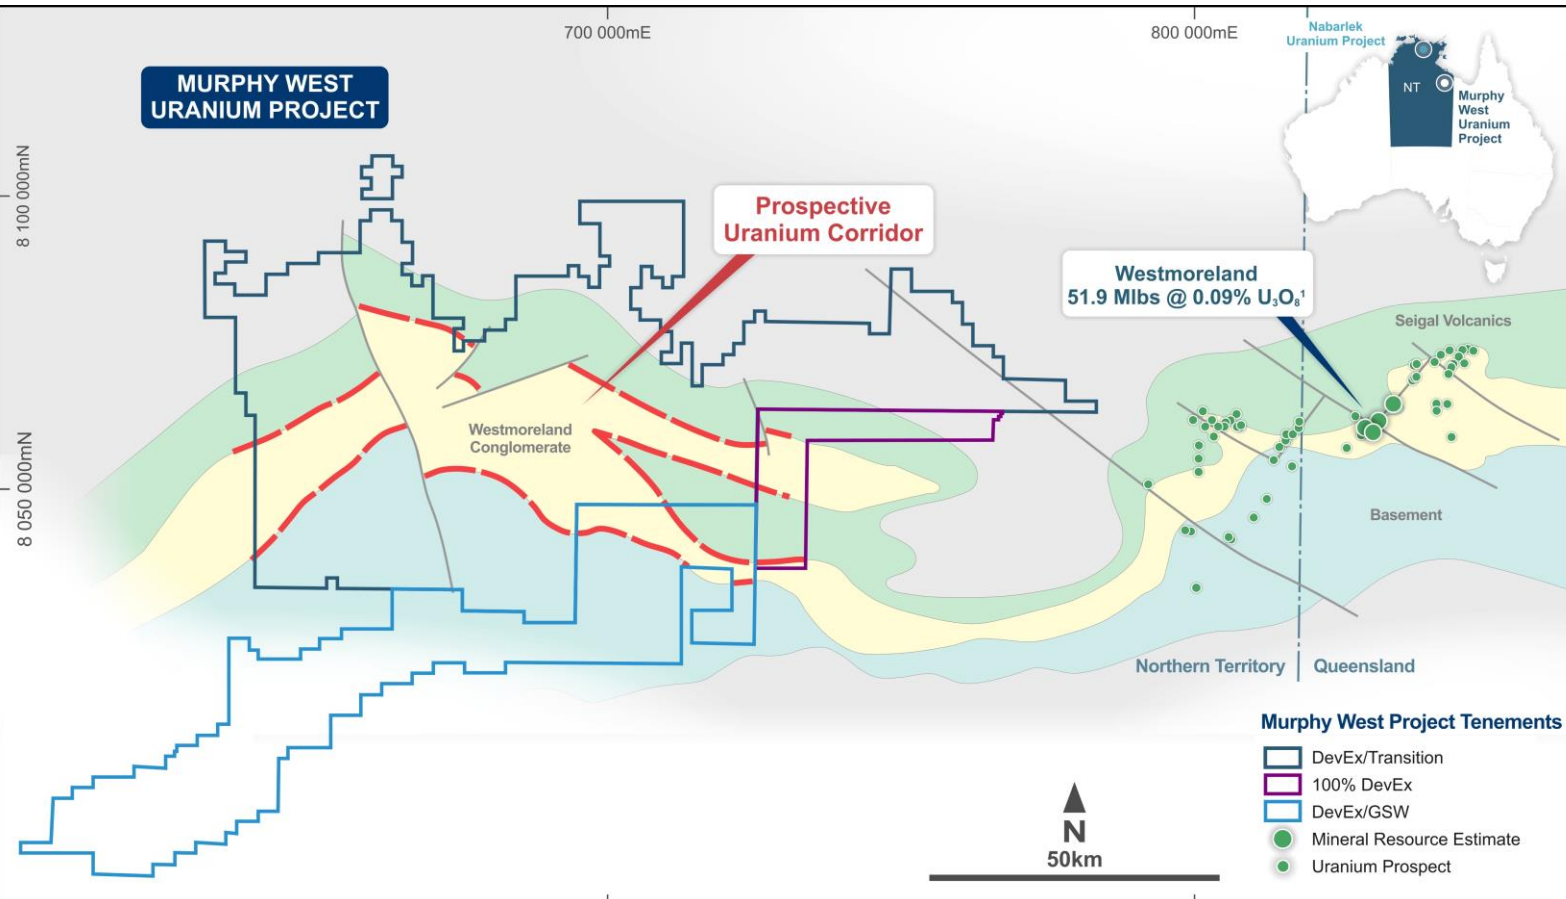 700 000mE
800 000mE
Nabarlek
Uranium Project
NT
Murphy
West
Uranium
Project
MURPHY WEST
URANIUM PROJECT
8 100 000mN
Prospective
Uranium Corridor
Westmoreland
51.9 Mlbs @ 0.09% U₃O₈¹
Seigal Volcanics
Westmoreland
Conglomerate
8 050 000mN
Basement
Northern Territory
Queensland
Murphy West Project Tenements
DevEx/Transition
100% DevEx
DevEx/GSW
Mineral Resource Estimate
Uranium Prospect
N
50km